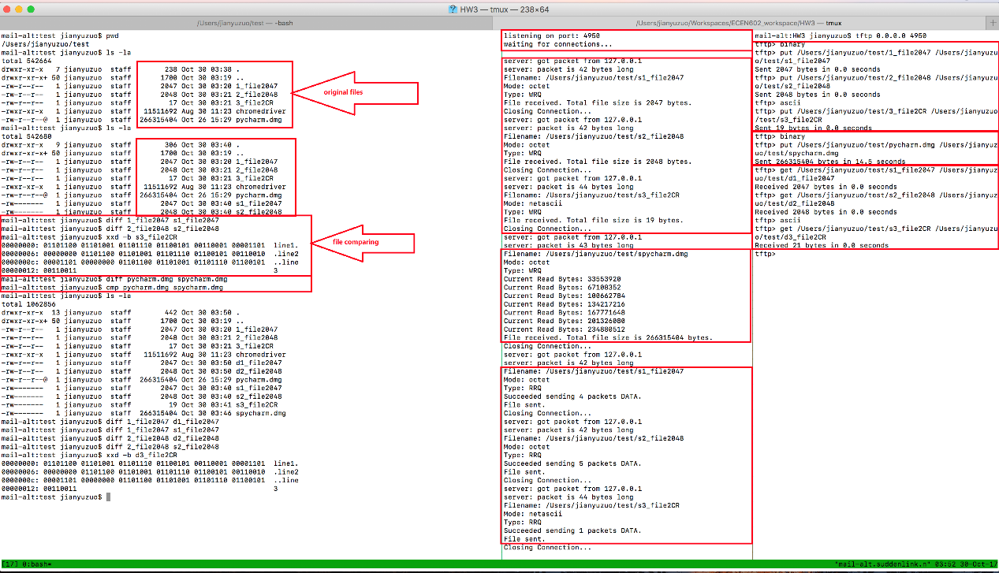 HW3 — tmux — 238×64
/Users/jianyuzuo/test — -bash
/Users/jianyuzuo/Workspaces/ECEN602_workspace/HW3 — tmux
mail-alt:test jianyuzuo$ pwd
/Users/jianyuzuo/test
mail-alt:test jianyuzuo$ ls -la
total 542664
drwxr-xr-x 7 jianyuzuo staff 238 Oct 30 03:38 .
drwxr-xr-x+ 50 jianyuzuo staff 1700 Oct 30 03:19 ..
-rw-r--r-- 1 jianyuzuo staff 2047 Oct 30 03:20 1_file2047
-rw-r--r-- 1 jianyuzuo staff 2048 Oct 30 03:21 2_file2048
-rw-r--r-- 1 jianyuzuo staff 17 Oct 30 03:21 3_file2CR
-rwxr-xr-x 1 jianyuzuo staff 11511692 Aug 30 11:23 chromedriver
-rw-r--r--@ 1 jianyuzuo staff 266315404 Oct 26 15:29 pycharm.dmg
original files
mail-alt:test jianyuzuo$ ls -la
total 542680
drwxr-xr-x 9 jianyuzuo staff 306 Oct 30 03:40 .
drwxr-xr-x+ 50 jianyuzuo staff 1700 Oct 30 03:19 ..
-rw-r--r-- 1 jianyuzuo staff 2047 Oct 30 03:20 1_file2047
-rw-r--r-- 1 jianyuzuo staff 2048 Oct 30 03:21 2_file2048
-rw-r--r-- 1 jianyuzuo staff 17 Oct 30 03:21 3_file2CR
-rwxr-xr-x 1 jianyuzuo staff 11511692 Aug 30 11:23 chromedriver
-rw-r--r--@ 1 jianyuzuo staff 266315404 Oct 26 15:29 pycharm.dmg
-rw------- 1 jianyuzuo staff 2047 Oct 30 03:40 s1_file2047
-rw------- 1 jianyuzuo staff 2048 Oct 30 03:40 s2_file2048
mail-alt:test jianyuzuo$ diff 1_file2047 s1_file2047
mail-alt:test jianyuzuo$ diff 2_file2048 s2_file2048
mail-alt:test jianyuzuo$ xxd -b s3_file2CR
00000000: 01101100 01101001 01101110 01100101 00110001 00001101 line1.
00000006: 00000000 01101100 01101001 01101110 01100101 00110010 .line2
0000000c: 00001101 00000000 01101100 01101001 01101110 01100101 ..line
00000012: 00110011 3
file comparing
mail-alt:test jianyuzuo$ diff pycharm.dmg spycharm.dmg
mail-alt:test jianyuzuo$ cmp pycharm.dmg spycharm.dmg
mail-alt:test jianyuzuo$ ls -la
total 1062856
drwxr-xr-x 13 jianyuzuo staff 442 Oct 30 03:50 .
drwxr-xr-x+ 50 jianyuzuo staff 1700 Oct 30 03:19 ..
-rw-r--r-- 1 jianyuzuo staff 2047 Oct 30 03:20 1_file2047
-rw-r--r-- 1 jianyuzuo staff 2048 Oct 30 03:21 2_file2048
-rw-r--r-- 1 jianyuzuo staff 17 Oct 30 03:21 3_file2CR
-rwxr-xr-x 1 jianyuzuo staff 11511692 Aug 30 11:23 chromedriver
-rw-r--r-- 1 jianyuzuo staff 2047 Oct 30 03:50 d1_file2047
-rw-r--r-- 1 jianyuzuo staff 2048 Oct 30 03:50 d2_file2048
-rw-r--r--@ 1 jianyuzuo staff 266315404 Oct 26 15:29 pycharm.dmg
-rw------- 1 jianyuzuo staff 2047 Oct 30 03:40 s1_file2047
-rw------- 1 jianyuzuo staff 2048 Oct 30 03:40 s2_file2048
-rw------- 1 jianyuzuo staff 19 Oct 30 03:41 s3_file2CR
-rw------- 1 jianyuzuo staff 266315404 Oct 30 03:46 spycharm.dmg
mail-alt:test jianyuzuo$ diff 1_file2047 d1_file2047
mail-alt:test jianyuzuo$ diff 1_file2047 s1_file2047
mail-alt:test jianyuzuo$ diff 2_file2048 d2_file2048
mail-alt:test jianyuzuo$ diff 2_file2048 s2_file2048
mail-alt:test jianyuzuo$ xxd -b d3_file2CR
00000000: 01101100 01101001 01101110 01100101 00110001 00001101 line1.
00000006: 00000000 01101100 01101001 01101110 01100101 00110010 .line2
0000000c: 00001101 00000000 01101100 01101001 01101110 01100101 ..line
00000012: 00110011 3
mail-alt:test jianyuzuo$
listening on port: 4950
waiting for connections...
server: got packet from 127.0.0.1
server: packet is 42 bytes long
Filename: /Users/jianyuzuo/test/s1_file2047
Mode: octet
Type: WRQ
File received. Total file size is 2047 bytes.
Closing Connection...
server: got packet from 127.0.0.1
server: packet is 42 bytes long
Filename: /Users/jianyuzuo/test/s2_file2048
Mode: octet
Type: WRQ
File received. Total file size is 2048 bytes.
Closing Connection...
server: got packet from 127.0.0.1
server: packet is 44 bytes long
Filename: /Users/jianyuzuo/test/s3_file2CR
Mode: netascii
Type: WRQ
File received. Total file size is 19 bytes.
Closing Connection...
server: got packet from 127.0.0.1
server: packet is 43 bytes long
Filename: /Users/jianyuzuo/test/spycharm.dmg
Mode: octet
Type: WRQ
Current Read Bytes: 33553920
Current Read Bytes: 67108352
Current Read Bytes: 100662784
Current Read Bytes: 134217216
Current Read Bytes: 167771648
Current Read Bytes: 201326080
Current Read Bytes: 234880512
File received. Total file size is 266315404 bytes.
Closing Connection...
server: got packet from 127.0.0.1
server: packet is 42 bytes long
Filename: /Users/jianyuzuo/test/s1_file2047
Mode: octet
Type: RRQ
Succeeded sending 4 packets DATA.
File sent.
Closing Connection...
server: got packet from 127.0.0.1
server: packet is 42 bytes long
Filename: /Users/jianyuzuo/test/s2_file2048
Mode: octet
Type: RRQ
Succeeded sending 5 packets DATA.
File sent.
Closing Connection...
server: got packet from 127.0.0.1
server: packet is 44 bytes long
Filename: /Users/jianyuzuo/test/s3_file2CR
Mode: netascii
Type: RRQ
Succeeded sending 1 packets DATA.
File sent.
Closing Connection...
mail-alt:HW3 jianyuzuo$ tftp 0.0.0.0 4950
tftp> binary
tftp> put /Users/jianyuzuo/test/1_file2047 /Users/jianyuzu
o/test/s1_file2047
Sent 2047 bytes in 0.0 seconds
tftp> put /Users/jianyuzuo/test/2_file2048 /Users/jianyuzu
o/test/s2_file2048
Sent 2048 bytes in 0.0 seconds
tftp> ascii
tftp> put /Users/jianyuzuo/test/3_file2CR /Users/jianyuzuo
/test/s3_file2CR
Sent 19 bytes in 0.0 seconds
tftp> binary
tftp> put /Users/jianyuzuo/test/pycharm.dmg /Users/jianyuz
uo/test/spycharm.dmg
Sent 266315404 bytes in 14.5 seconds
tftp> get /Users/jianyuzuo/test/s1_file2047 /Users/jianyuz
uo/test/d1_file2047
Received 2047 bytes in 0.0 seconds
tftp> get /Users/jianyuzuo/test/s2_file2048 /Users/jianyuz
uo/test/d2_file2048
Received 2048 bytes in 0.0 seconds
tftp> ascii
tftp> get /Users/jianyuzuo/test/s3_file2CR /Users/jianyuzu
o/test/d3_file2CR
Received 21 bytes in 0.0 seconds
tftp>
[17] 0:bash* "mail-alt.suddenlink.n" 03:52 30-Oct-17